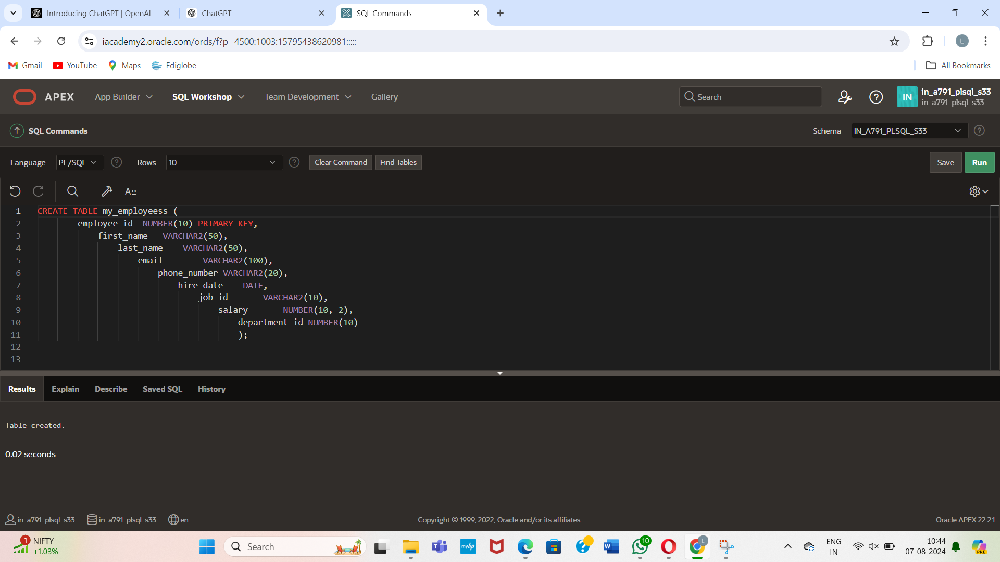 Introducing ChatGPT | OpenAI
ChatGPT
SQL Commands
iacademy2.oracle.com/ords/f?p=4500:1003:15795438620981:::::
L
Gmail
YouTube
Maps
Ediglobe
All Bookmarks
APEX
App Builder
SQL Workshop
Team Development
Gallery
Search
IN
in_a791_plsql_s33
in_a791_plsql_s33
SQL Commands
Schema
IN_A791_PLSQL_S33
Language
PL/SQL
Rows
10
Clear Command
Find Tables
Save
Run
A::
1 CREATE TABLE my_employeess (
2 employee_id NUMBER(10) PRIMARY KEY,
3 first_name VARCHAR2(50),
4 last_name VARCHAR2(50),
5 email VARCHAR2(100),
6 phone_number VARCHAR2(20),
7 hire_date DATE,
8 job_id VARCHAR2(10),
9 salary NUMBER(10, 2),
10 department_id NUMBER(10)
11 );
12
13
Results
Explain
Describe
Saved SQL
History
Table created.
0.02 seconds
in_a791_plsql_s33
in_a791_plsql_s33
en
Copyright © 1999, 2022, Oracle and/or its affiliates.
Oracle APEX 22.2.1
1
NIFTY
+1.03%
Search
T
myhp
W
10
L
ENG
IN
10:44
07-08-2024
PRE